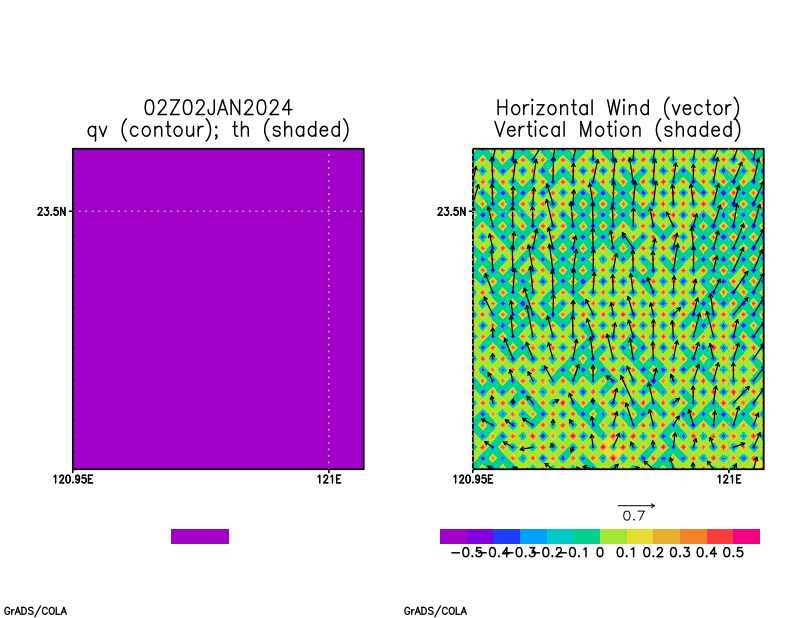 02Z02JAN2024
qv (contour); th (shaded)
23.5N
120.95E 121E
GrADS/COLA
Horizontal Wind (vector)
Vertical Motion (shaded)
23.5N
120.95E 121E
0.7
-0.5 -0.4 -0.3 -0.2 -0.1 0 0.1 0.2 0.3 0.4 0.5
GrADS/COLA